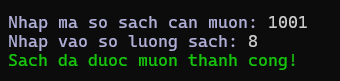 Nhap ma so sach can muon: 1001
Nhap vao so luong sach: 8
Sach da duoc muon thanh cong!